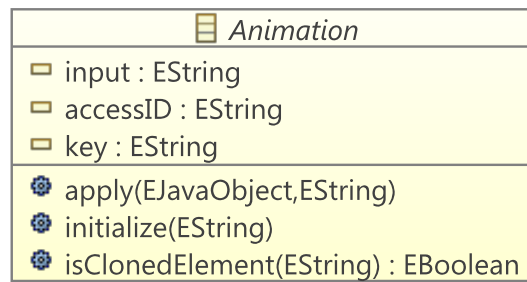 Animation
input : EString
accessID : EString
key : EString
apply(EJavaObject,EString)
initialize(EString)
isClonedElement(EString) : EBoolean